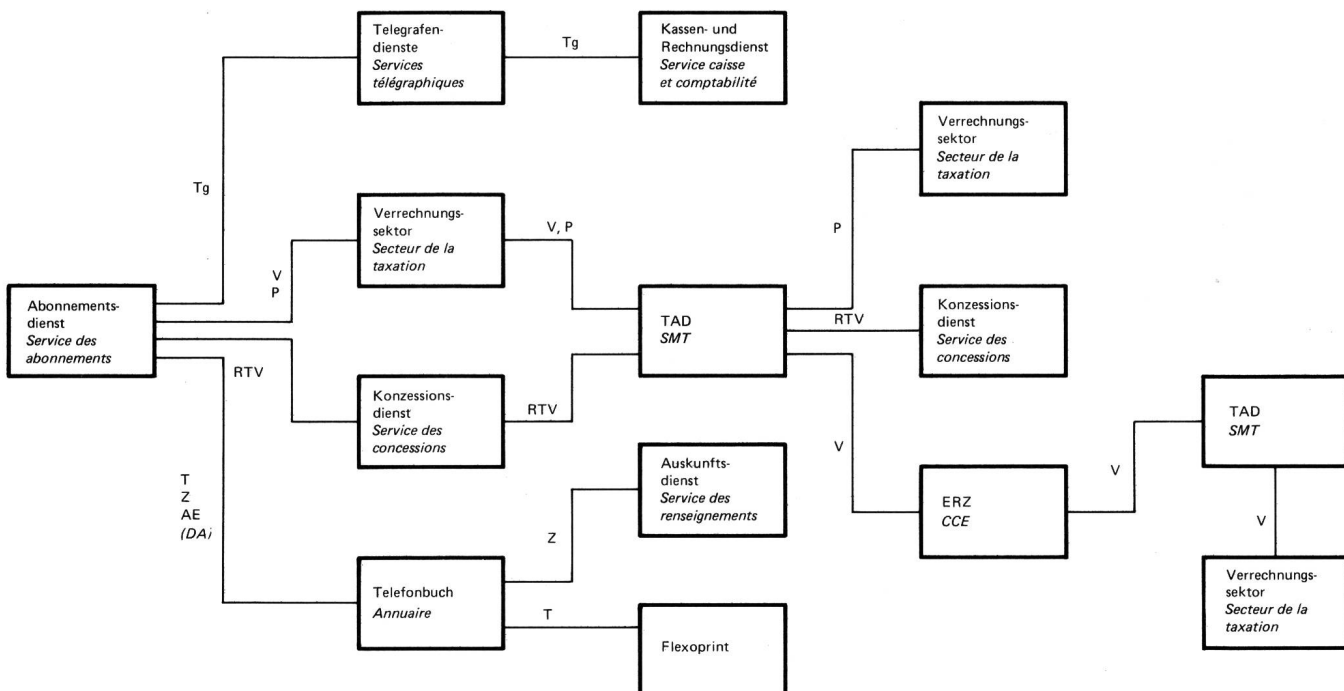 Telegrafen-
dienste
Services
télégraphiques
Tg
Kassen- und
Rechnungsdienst
Service caisse
et comptabilité
Verrechnungs-
sektor
Secteur de la
taxation
Tg
P
Verrechnungs-
sektor
Secteur de la
taxation
V, P
V
P
Abonnements-
dienst
Service des
abonnements
TAD
SMT
RTV
Konzessions-
dienst
Service des
concessions
RTV
Konzessions-
dienst
Service des
concessions
RTV
V
TAD
SMT
T
Z
AE
(DA)
Auskunfts-
dienst
Service des
renseignements
Z
ERZ
CCE
V
V
Telefonbuch
Annuaire
T
Flexoprint
Verrechnungs-
sektor
Secteur de la
taxation